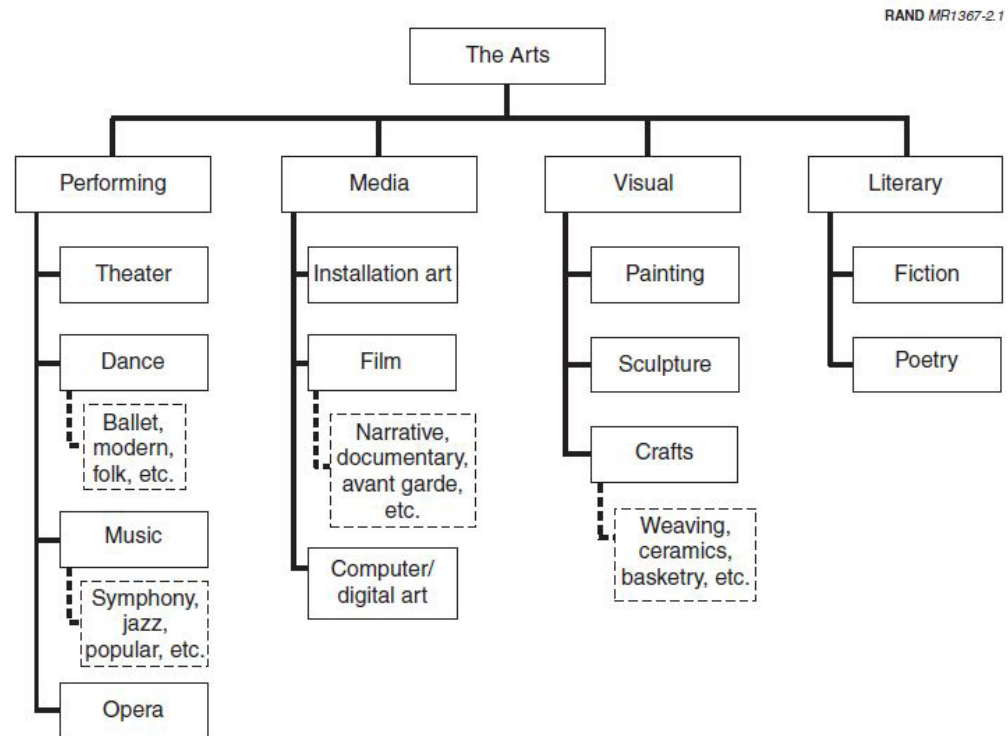 RAND MR1367-2.1
The Arts
Performing
Theater
Dance
Ballet,
modern,
folk, etc.
Music
Symphony,
jazz,
popular, etc.
Opera
Media
Installation art
Film
Narrative,
documentary,
avant garde,
etc.
Computer/
digital art
Visual
Painting
Sculpture
Crafts
Weaving,
ceramics,
basketry, etc.
Literary
Fiction
Poetry